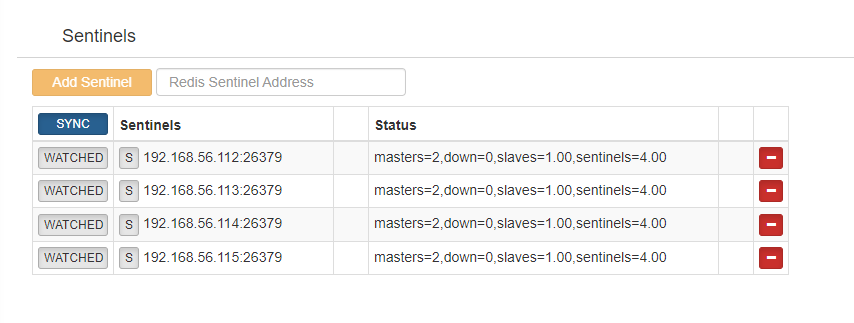 Sentinels
Add Sentinel Redis Sentinel Address
SYNC Sentinels Status
WATCHED S 192.168.56.112:26379 masters=2,down=0,slaves=1.00,sentinels=4.00
WATCHED S 192.168.56.113:26379 masters=2,down=0,slaves=1.00,sentinels=4.00
WATCHED S 192.168.56.114:26379 masters=2,down=0,slaves=1.00,sentinels=4.00
WATCHED S 192.168.56.115:26379 masters=2,down=0,slaves=1.00,sentinels=4.00